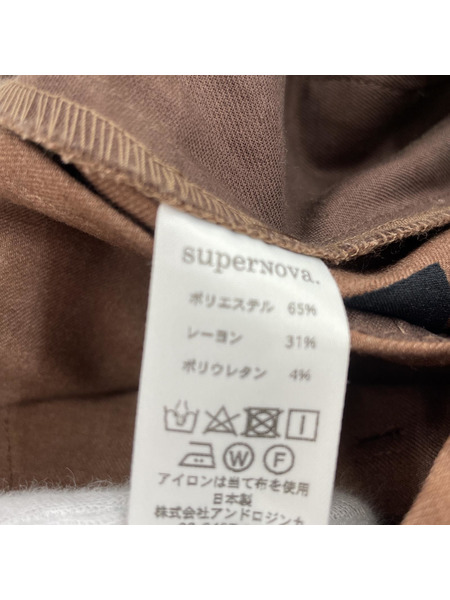 superNova.
ポリエステル 65%
レーヨン 31%
ポリウレタン 4%
W F
アイロンは当て布を使用
日本製
株式会社アンドロジンカ